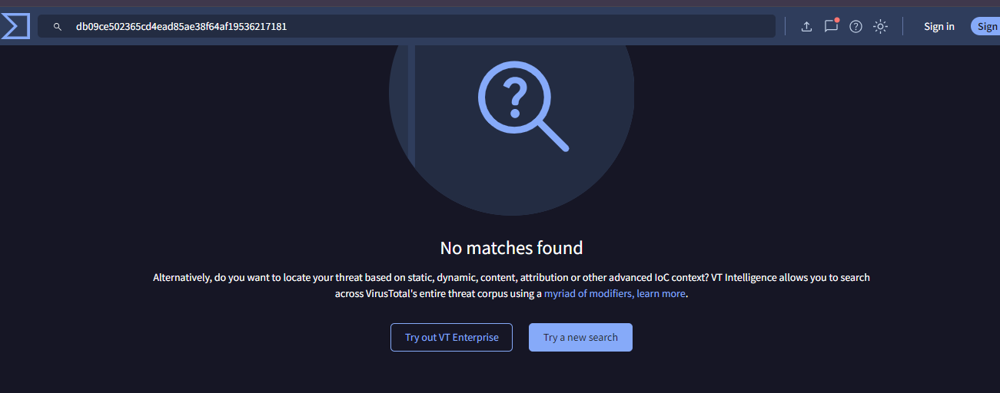 db09ce502365cd4ead85ae38f64af19536217181
Sign in
Sign
No matches found
Alternatively, do you want to locate your threat based on static, dynamic, content, attribution or other advanced IoC context? VT Intelligence allows you to search
across VirusTotal's entire threat corpus using a myriad of modifiers, learn more.
Try out VT Enterprise
Try a new search